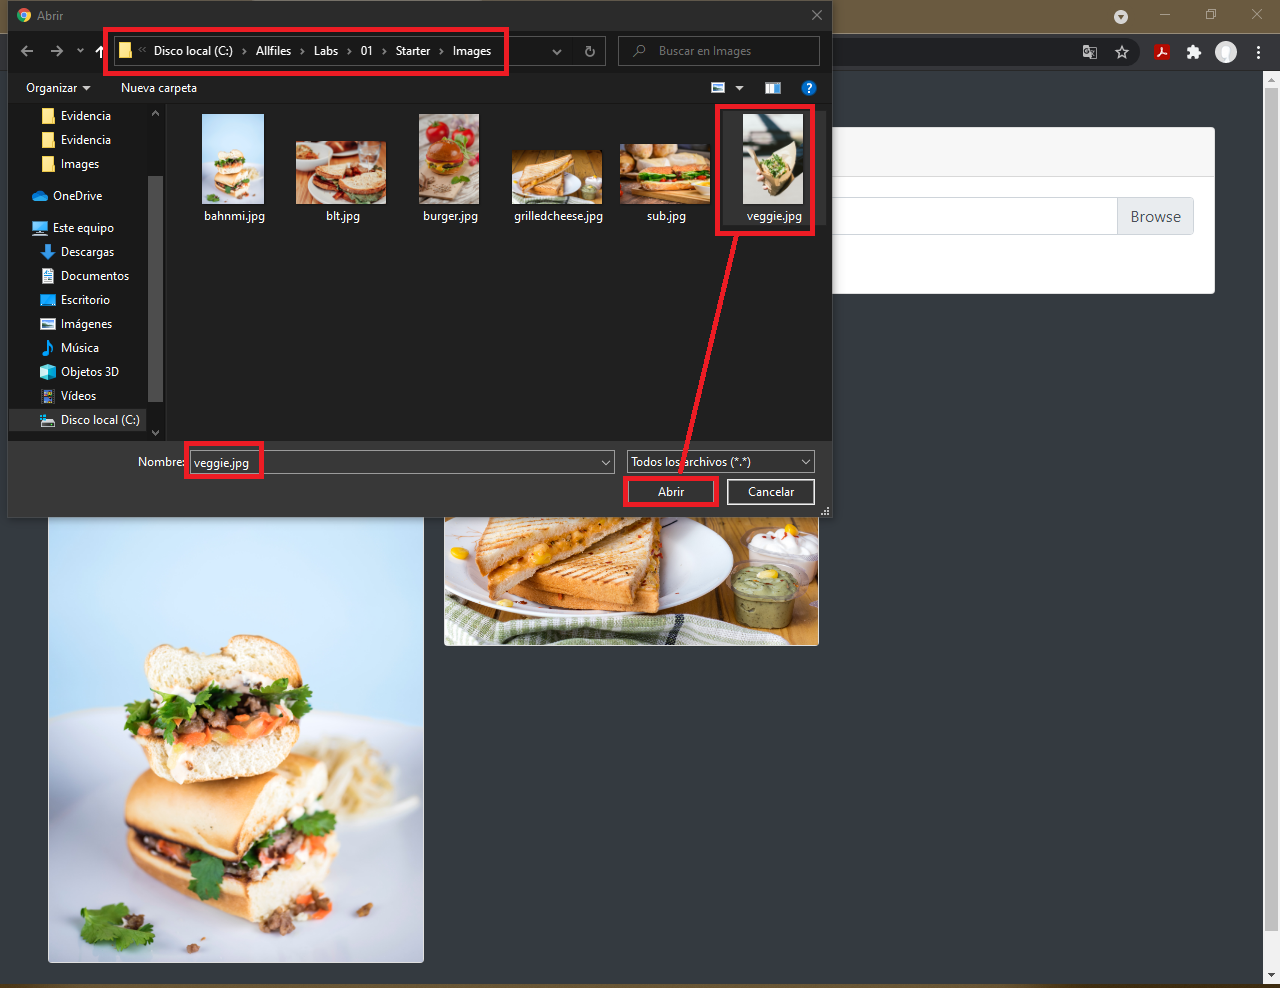 Abrir
« Disco local (C:) › Allfiles › Labs › 01 › Starter › Images
Buscar en Images
Organizar
Nueva carpeta
Evidencia
Evidencia
Images
OneDrive
Este equipo
Descargas
Documentos
Escritorio
Imágenes
Música
Objetos 3D
Vídeos
Disco local (C:)
bahnmi.jpg
blt.jpg
burger.jpg
grilledcheese.jpg
sub.jpg
veggie.jpg
Browse
Nombre: veggie.jpg
Todos los archivos (*.*)
Abrir
Cancelar